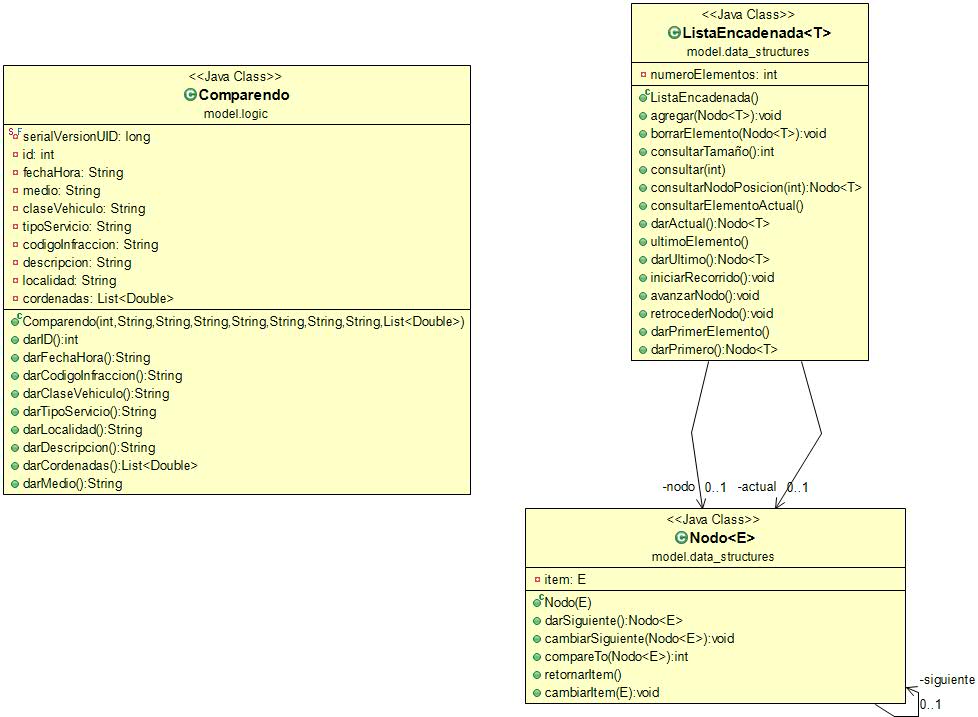 <<Java Class>>
Comparendo
model.logic
serialVersionUID: long
id: int
fechaHora: String
medio: String
claseVehiculo: String
tipoServicio: String
codigoInfraccion: String
descripcion: String
localidad: String
cordenadas: List<Double>
Comparendo(int,String,String,String,String,String,String,String,List<Double>)
darID():int
darFechaHora():String
darCodigoInfraccion():String
darClaseVehiculo():String
darTipoServicio():String
darLocalidad():String
darDescripcion():String
darCordenadas():List<Double>
darMedio():String
<<Java Class>>
ListaEncadenada<T>
model.data_structures
numeroElementos: int
ListaEncadenada()
agregar(Nodo<T>):void
borrarElemento(Nodo<T>):void
consultarTamaño():int
consultar(int)
consultarNodoPosicion(int):Nodo<T>
consultarElementoActual()
darActual():Nodo<T>
ultimoElemento()
darUltimo():Nodo<T>
iniciarRecorrido():void
avanzarNodo():void
retrocederNodo():void
darPrimerElemento()
darPrimero():Nodo<T>
-nodo 0..1 -actual 0..1
<<Java Class>>
Nodo<E>
model.data_structures
item: E
Nodo(E)
darSiguiente():Nodo<E>
cambiarSiguiente(Nodo<E>):void
compareTo(Nodo<E>):int
retornarItem()
cambiarItem(E):void
-siguiente
0..1